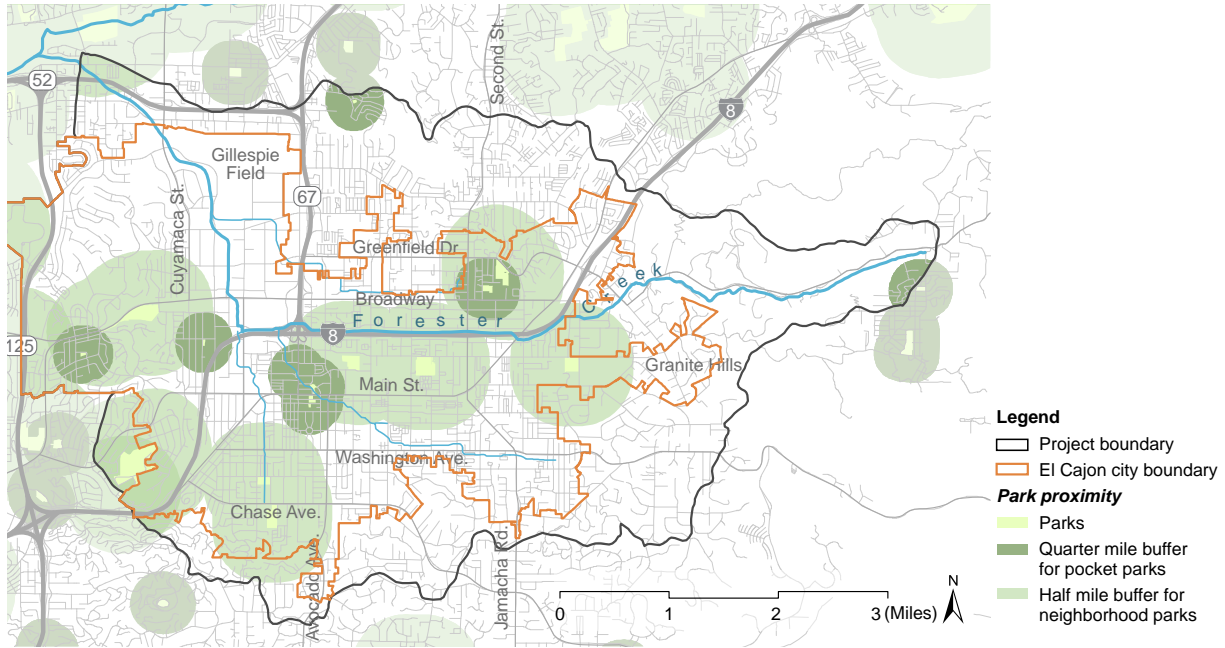 52
Second St.
8
Gillespie
Field
67
Cuyamaca St.
Greenfield Dr
Creek
Broadway
Forester
8
125
Granite Hills
Main St.
Washington Ave.
Chase Ave.
Avocado Ave.
Jamacha Rd.
0 1 2 3 (Miles)
N
Legend
Project boundary
El Cajon city boundary
Park proximity
Parks
Quarter mile buffer
for pocket parks
Half mile buffer for
neighborhood parks